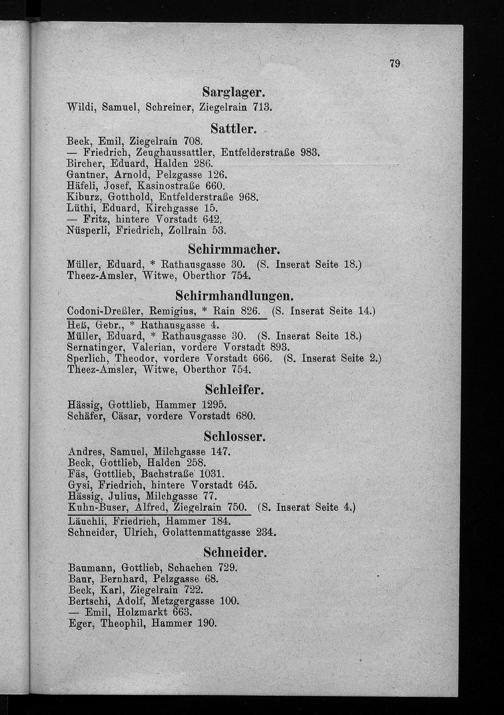 79
Sarglager.
Wildi, Samuel, Schreiner, Ziegelrain 713.
Sattler.
Beck, Emil, Ziegelrain 708.
— Friedrich, Zeughaussattler, Entfelderstraße 983.
Bircher, Eduard, Halden 286.
Gantner, Arnold, Pelzgasse 126.
Häfeli, Josef, Kasinostraße 660.
Kiburz, Gotthold, Entfelderstraße 968.
Lüthi, Eduard, Kirchgasse 15.
— Fritz, hintere Vorstadt 642.
Nüsperli, Friedrich, Zollrain 53.
Schirmmacher.
Müller, Eduard, * Rathausgasse 30. (S. Inserat Seite 18.)
Theez-Amsler, Witwe, Oberthor 754.
Schirmhandlungen.
Codoni-Dreßler, Remigius, * Rain 826. (S. Inserat Seite 14.)
Heß, Gebr., * Rathausgasse 4.
Müller, Eduard, * Rathausgasse 30. (S. Inserat Seite 18.)
Sernatinger, Valerian, vordere Vorstadt 893.
Sperlich, Theodor, vordere Vorstadt 666. (S. Inserat Seite 2.)
Theez-Amsler, Witwe, Oberthor 754.
Schleifer.
Hässig, Gottlieb, Hammer 1295.
Schäfer, Cäsar, vordere Vorstadt 680.
Schlosser.
Andres, Samuel, Milchgasse 147.
Beck, Gottlieb, Halden 258.
Fäs, Gottlieb, Bachstraße 1031.
Gysi, Friedrich, hintere Vorstadt 645.
Hässig, Julius, Milchgasse 77.
Kuhn-Buser, Alfred, Ziegelrain 750. (S. Inserat Seite 4.)
Läuchli, Friedrich, Hammer 184.
Schneider, Ulrich, Golattenmattgasse 234.
Schneider.
Baumann, Gottlieb, Schachen 729.
Baur, Bernhard, Pelzgasse 68.
Beck, Karl, Ziegelrain 722.
Bertschi, Adolf, Metzgergasse 100.
— Emil, Holzmarkt 663.
Eger, Theophil, Hammer 190.